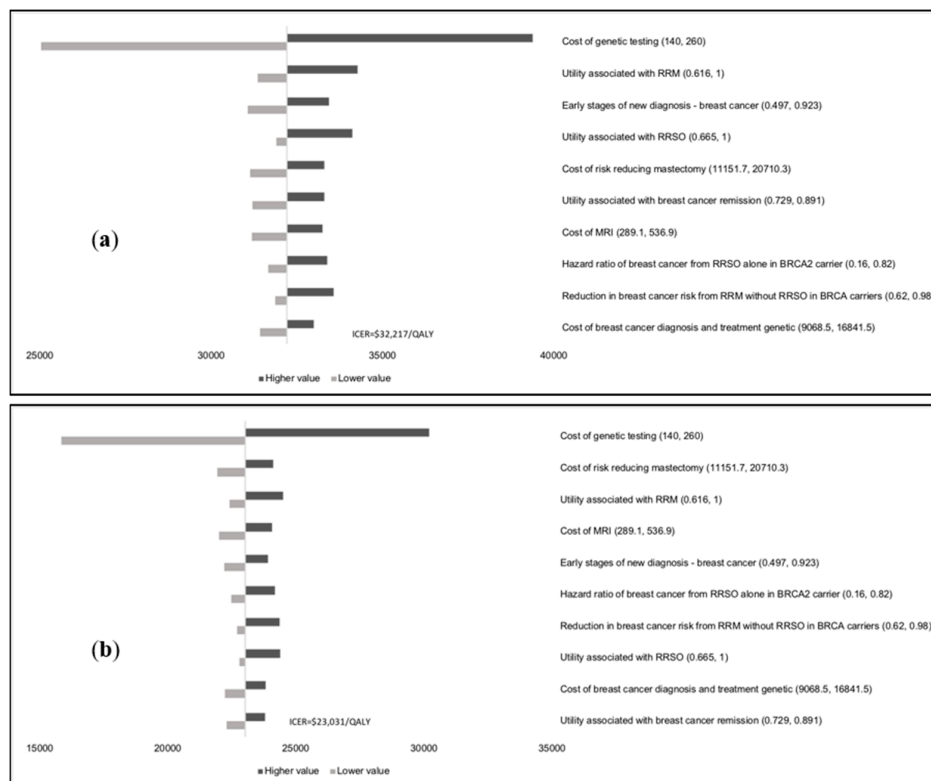 Cost of genetic testing (140, 260)
Utility associated with RRM (0.616, 1)
Early stages of new diagnosis - breast cancer (0.497, 0.923)
Utility associated with RRSO (0.665, 1)
Cost of risk reducing mastectomy (11151.7, 20710.3)
Utility associated with breast cancer remission (0.729, 0.891)
(a)
Cost of MRI (289.1, 536.9)
Hazard ratio of breast cancer from RRSO alone in BRCA2 carrier (0.16, 0.82)
Reduction in breast cancer risk from RRM without RRSO in BRCA carriers (0.62, 0.98
Cost of breast cancer diagnosis and treatment genetic (9068.5, 16841.5)
ICER=$32,217/QALY
25000 30000 35000 40000
Higher value Lower value
Cost of genetic testing (140, 260)
Cost of risk reducing mastectomy (11151.7, 20710.3)
Utility associated with RRM (0.616, 1)
Cost of MRI (289.1, 536.9)
Early stages of new diagnosis - breast cancer (0.497, 0.923)
Hazard ratio of breast cancer from RRSO alone in BRCA2 carrier (0.16, 0.82)
Reduction in breast cancer risk from RRM without RRSO in BRCA carriers (0.62, 0.98)
(b)
Utility associated with RRSO (0.665, 1)
Cost of breast cancer diagnosis and treatment genetic (9068.5, 16841.5)
Utility associated with breast cancer remission (0.729, 0.891)
ICER=$23,031/QALY
15000 20000 25000 30000 35000
Higher value Lower value